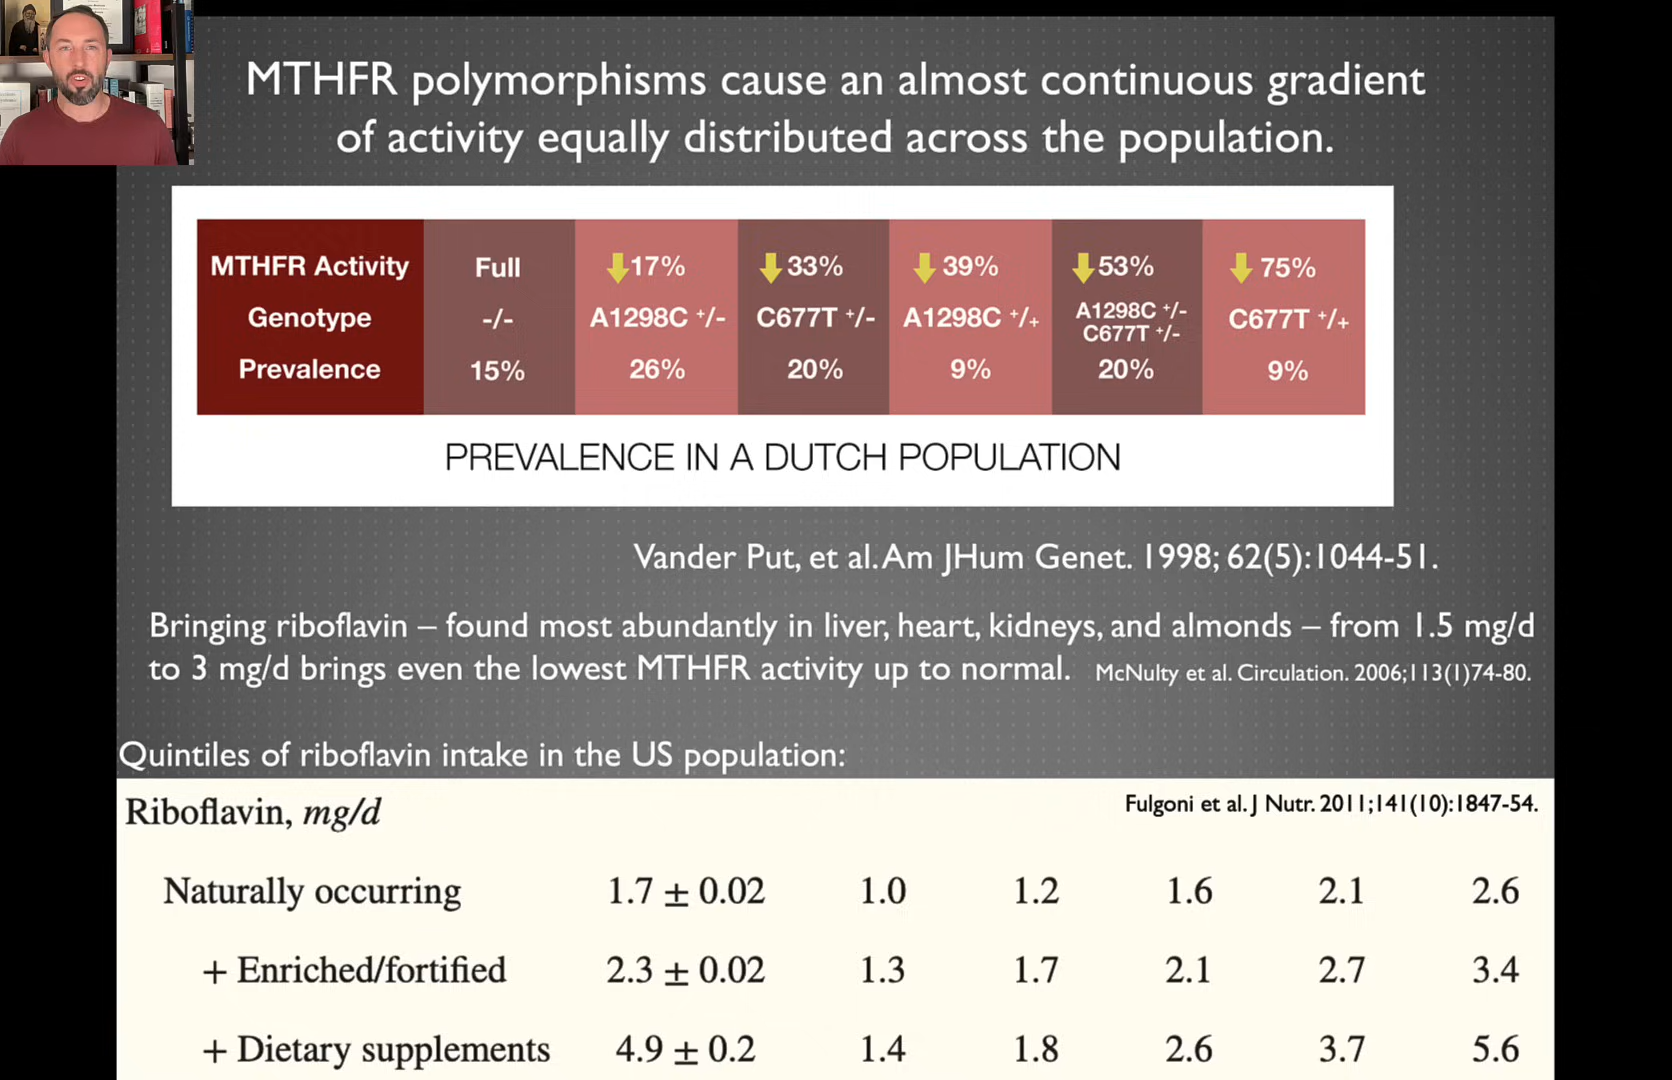 MTHFR polymorphisms cause an almost continuous gradient
of activity equally distributed across the population.
MTHFR Activity Full ↓17% ↓33% ↓39% ↓53% ↓75%
Genotype -/- A1298C +/- C677T +/- A1298C +/+ A1298C +/- C677T +/- C677T +/+
Prevalence 15% 26% 20% 9% 20% 9%
PREVALENCE IN A DUTCH POPULATION
Vander Put, et al. Am J Hum Genet. 1998; 62(5):1044-51.
Bringing riboflavin – found most abundantly in liver, heart, kidneys, and almonds – from 1.5 mg/d
to 3 mg/d brings even the lowest MTHFR activity up to normal. McNulty et al. Circulation. 2006;113(1)74-80.
Quintiles of riboflavin intake in the US population:
Riboflavin, mg/d Fulgoni et al. J Nutr. 2011;141(10):1847-54.
Naturally occurring 1.7 ± 0.02 1.0 1.2 1.6 2.1 2.6
+ Enriched/fortified 2.3 ± 0.02 1.3 1.7 2.1 2.7 3.4
+ Dietary supplements 4.9 ± 0.2 1.4 1.8 2.6 3.7 5.6